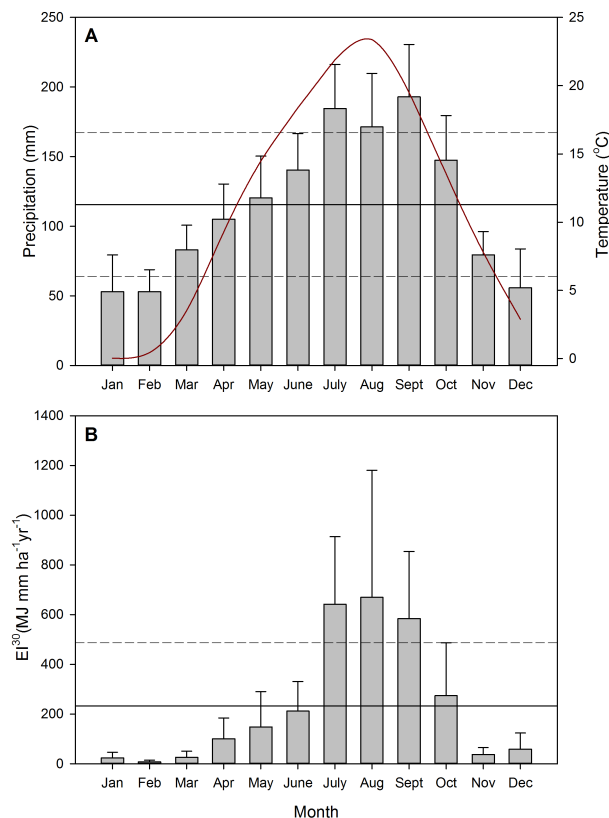 A
Precipitation (mm)
250
200
150
100
50
0
Temperature (°C)
25
20
15
10
5
0
Jan Feb Mar Apr May June July Aug Sept Oct Nov Dec
B
EI³⁰(MJ mm ha⁻¹yr⁻¹)
1400
1200
1000
800
600
400
200
0
Jan Feb Mar Apr May June July Aug Sept Oct Nov Dec
Month